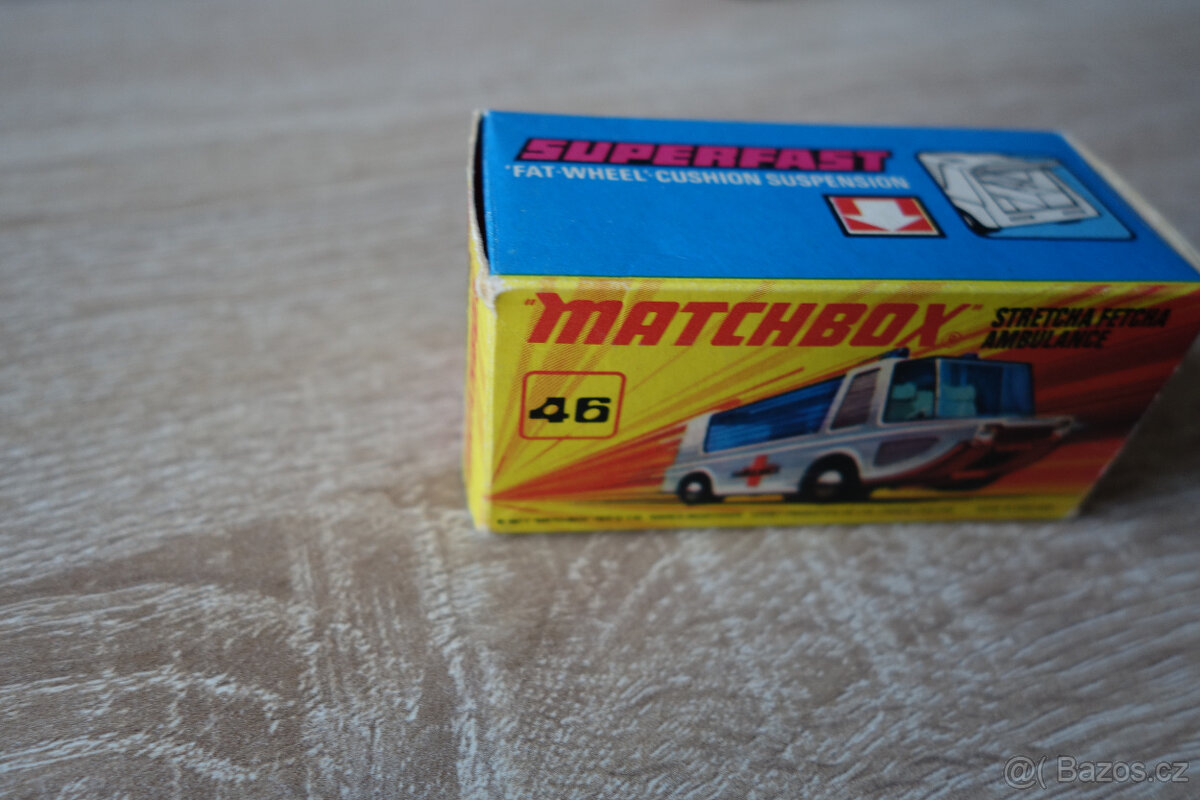 SUPERFAST
'FAT-WHEEL' CUSHION SUSPENSION
"MATCHBOX"®
STRETCHA FETCHA
AMBULANCE
46
@( Bazos.cz